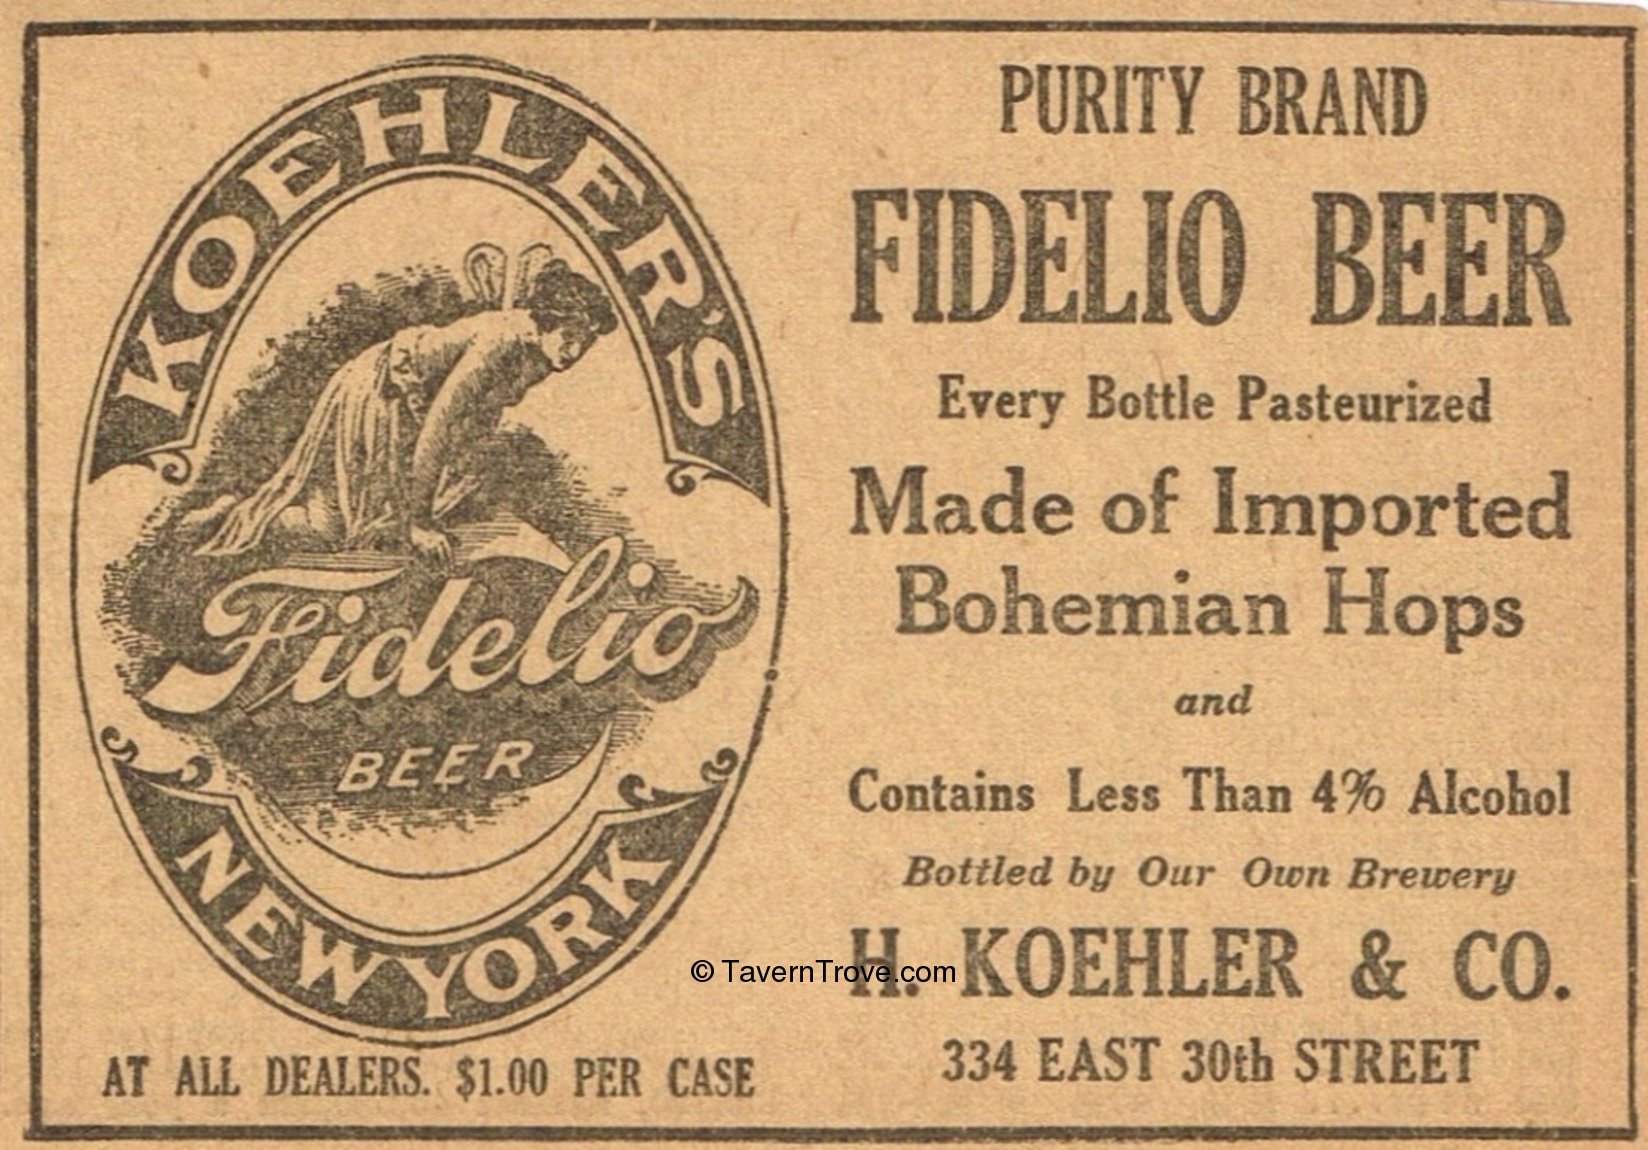 KOEHLER'S
Fidelio
BEER
NEW YORK
AT ALL DEALERS. $1.00 PER CASE
PURITY BRAND
FIDELIO BEER
Every Bottle Pasteurized
Made of Imported
Bohemian Hops
and
Contains Less Than 4% Alcohol
Bottled by Our Own Brewery
H. KOEHLER & CO.
334 EAST 30th STREET
© TavernTrove.com